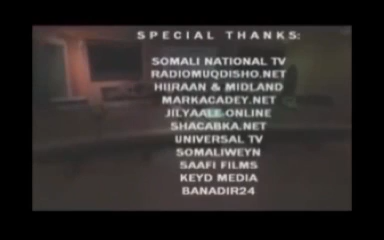 SPECIAL THANKS:
SOMALI NATIONAL TV
RADIOMUQDISHO.NET
HIIRAAN & MIDLAND
MARKACADEY.NET
JILYAALE.ONLINE
SHACABKA.NET
UNIVERSAL TV
SOMALIWEYN
SAAFI FILMS
KEYD MEDIA
BANADIR24